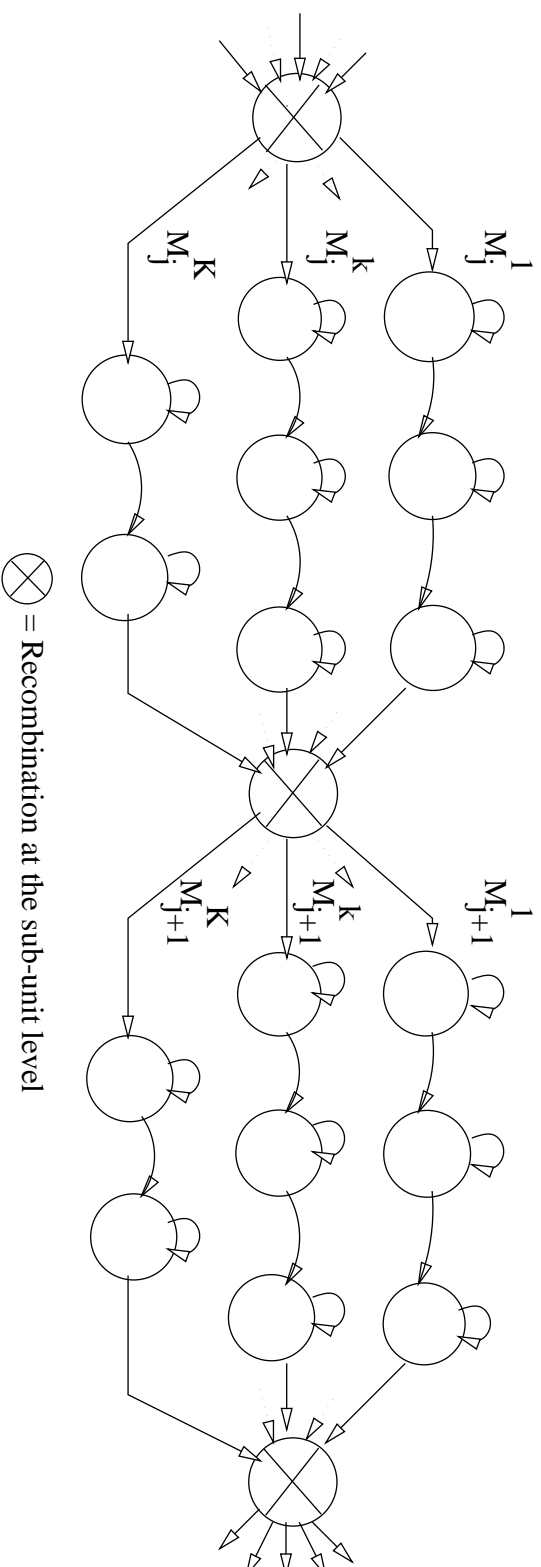 M_j^1
M_j^k
M_j^K
M_{j+1}^1
M_{j+1}^k
M_{j+1}^K
= Recombination at the sub-unit level